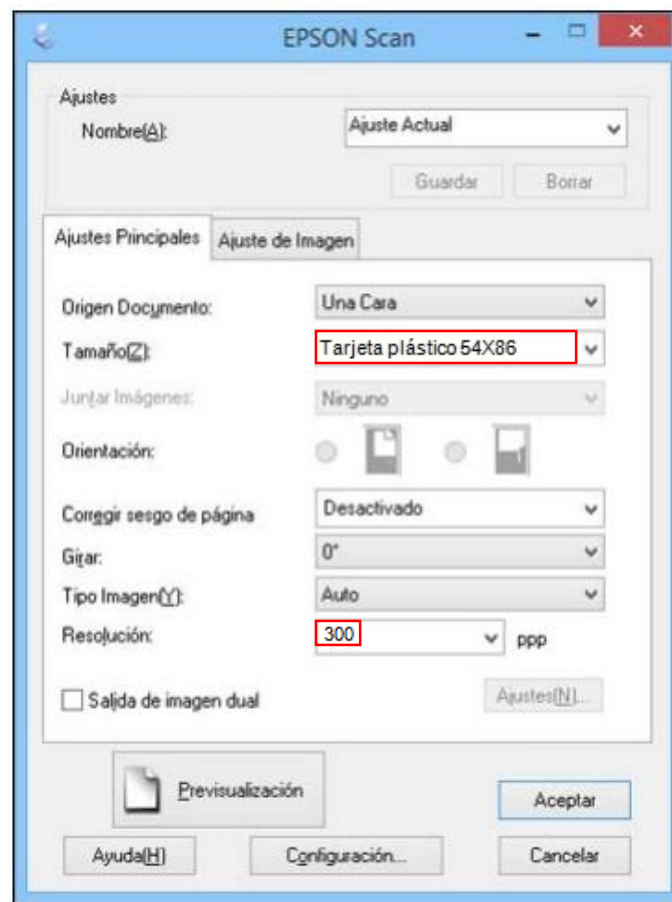 EPSON Scan
Ajustes
Nombre(A): Ajuste Actual
Guardar Borrar
Ajustes Principales Ajuste de Imagen
Origen Documento: Una Cara
Tamaño(Z): Tarjeta plástico 54X86
Juntar Imágenes: Ninguno
Orientación:
Corregir sesgo de página Desactivado
Girar: 0°
Tipo Imagen(Y): Auto
Resolución: 300 ppp
Salida de imagen dual Ajustes(N)...
Previsualización Aceptar
Ayuda(H) Configuración... Cancelar